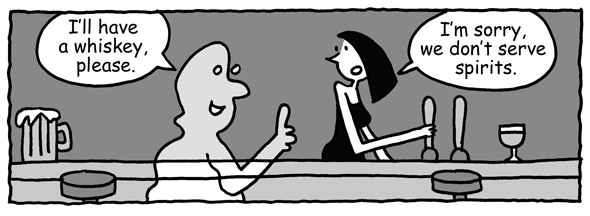 I'll have
a whiskey,
please.
I'm sorry,
we don't serve
spirits.